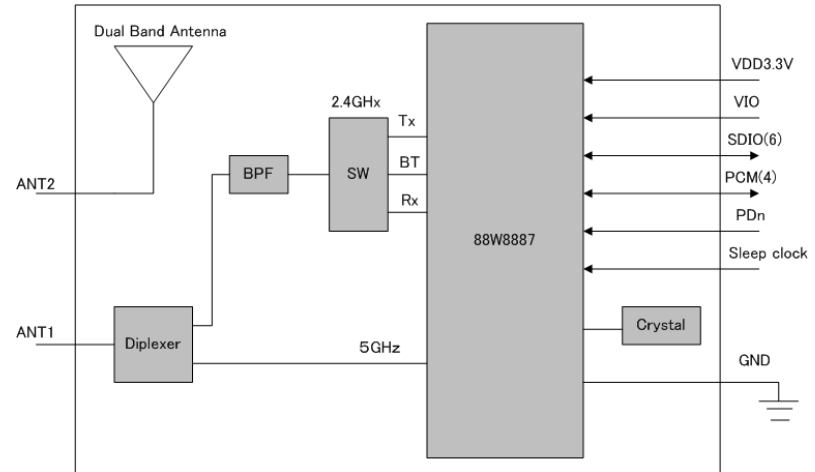 Dual Band Antenna
VDD3.3V
2.4GHx
VIO
Tx
SDIO(6)
BPF
SW
BT
PCM(4)
ANT2
Rx
PDn
88W8887
Sleep clock
ANT1
Diplexer
5GHz
Crystal
GND